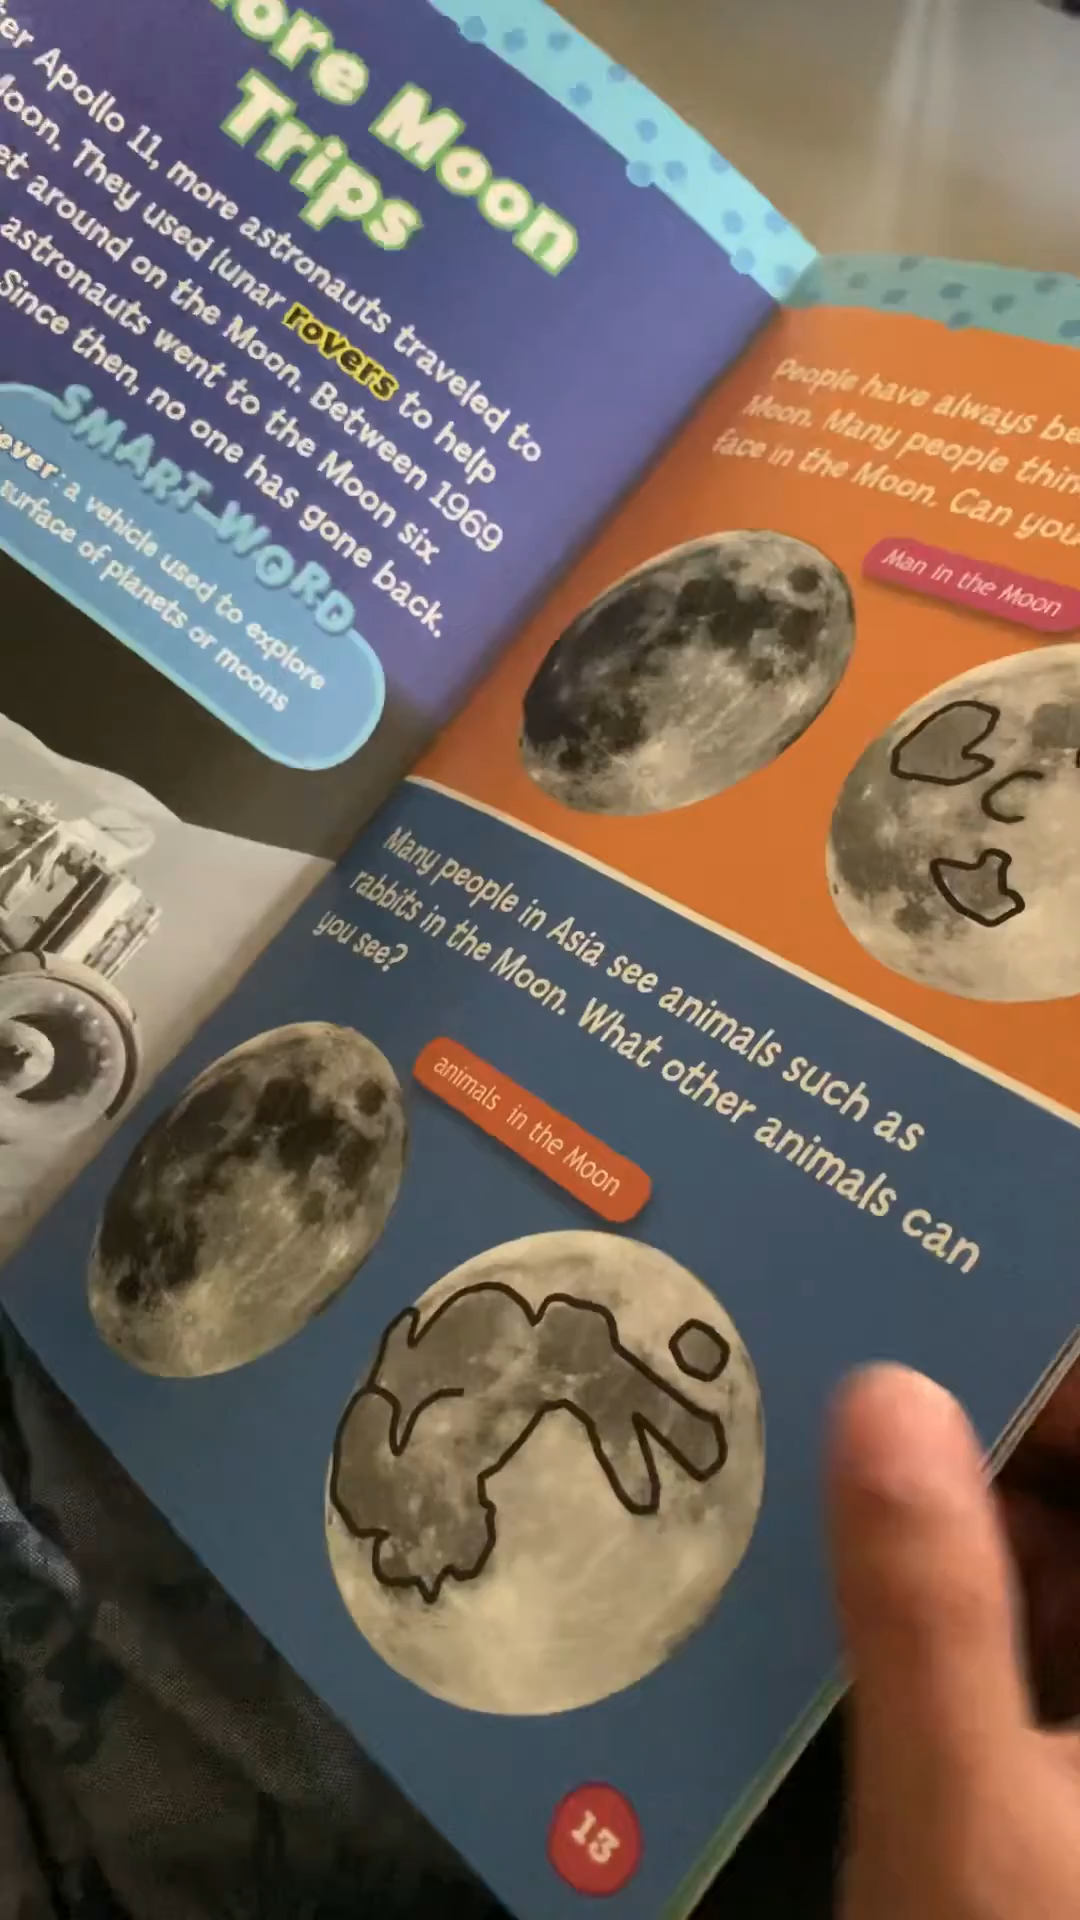 ore Moon
Trips
ter Apollo 11, more astronauts traveled to
Moon. They used lunar rovers to help
et around on the Moon. Between 1969
astronauts went to the Moon six
Since then, no one has gone back.
SMART WORD
a vehicle used to explore
surface of planets or moons
People have always be
Moon. Many people thin
face in the Moon. Can you
Man in the Moon
Many people in Asia see animals such as
rabbits in the Moon. What other animals can
you see?
animals in the Moon
13